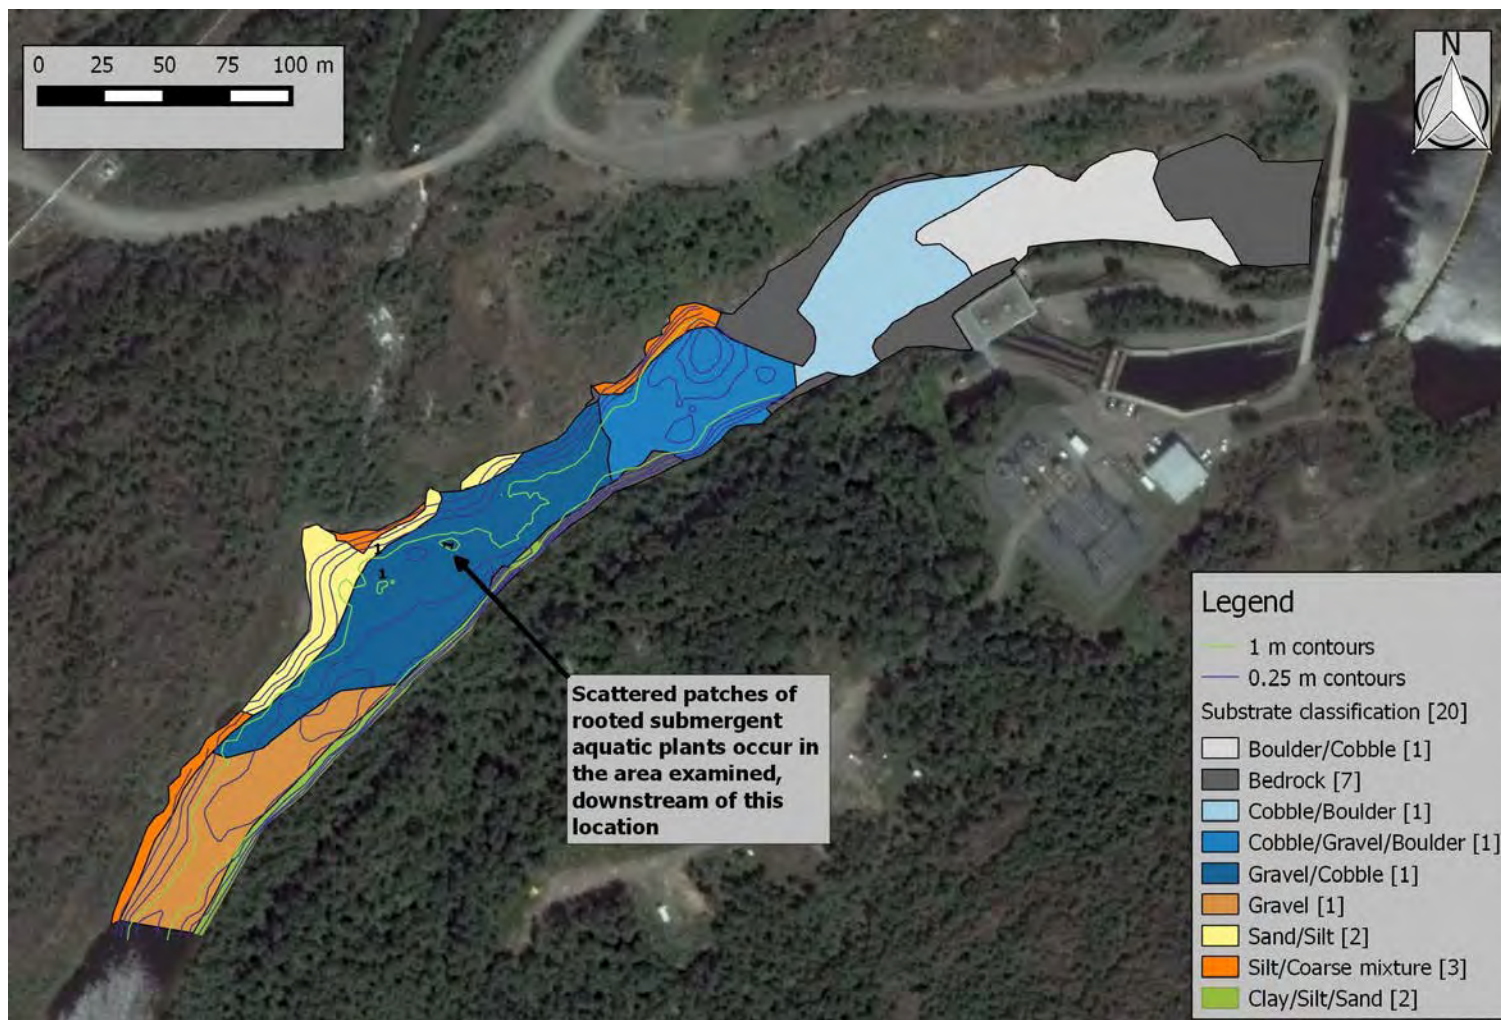 0 25 50 75 100 m
N
1
1
Scattered patches of
rooted submergent
aquatic plants occur in
the area examined,
downstream of this
location
Legend
1 m contours
0.25 m contours
Substrate classification [20]
Boulder/Cobble [1]
Bedrock [7]
Cobble/Boulder [1]
Cobble/Gravel/Boulder [1]
Gravel/Cobble [1]
Gravel [1]
Sand/Silt [2]
Silt/Coarse mixture [3]
Clay/Silt/Sand [2]